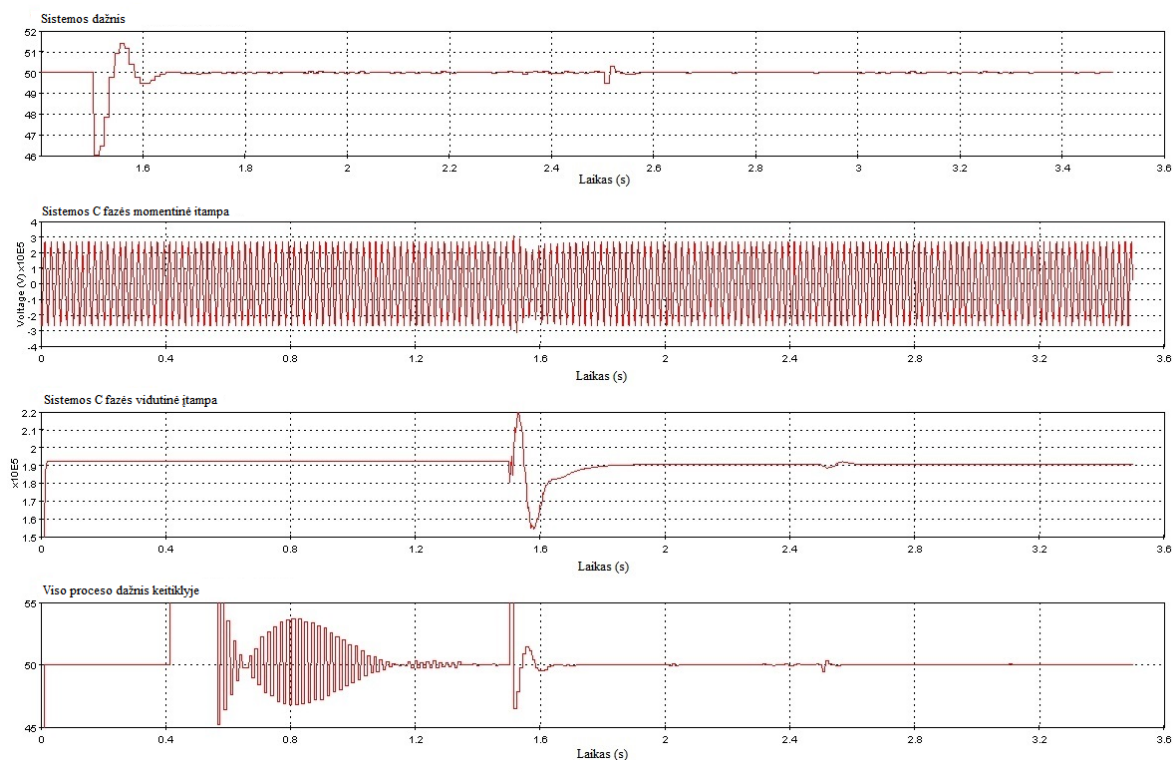 Sistemos dažnis
52
51
50
49
48
47
46
1.6 1.8 2 2.2 2.4 2.6 2.8 3 3.2 3.4 3.6
Laikas (s)
Sistemos C fazės momentinė itampa
Voltage (V) x10E5
4
3
2
1
0
-1
-2
-3
-4
0 0.4 0.8 1.2 1.6 2 2.4 2.8 3.2 3.6
Laikas (s)
Sistemos C fazės vidutinė įtampa
x10E5
2.2
2.1
2
1.9
1.8
1.7
1.6
1.5
0 0.4 0.8 1.2 1.6 2 2.4 2.8 3.2 3.6
Laikas (s)
Viso proceso dažnis keitiklyje
55
50
45
0 0.4 0.8 1.2 1.6 2 2.4 2.8 3.2 3.6
Laikas (s)